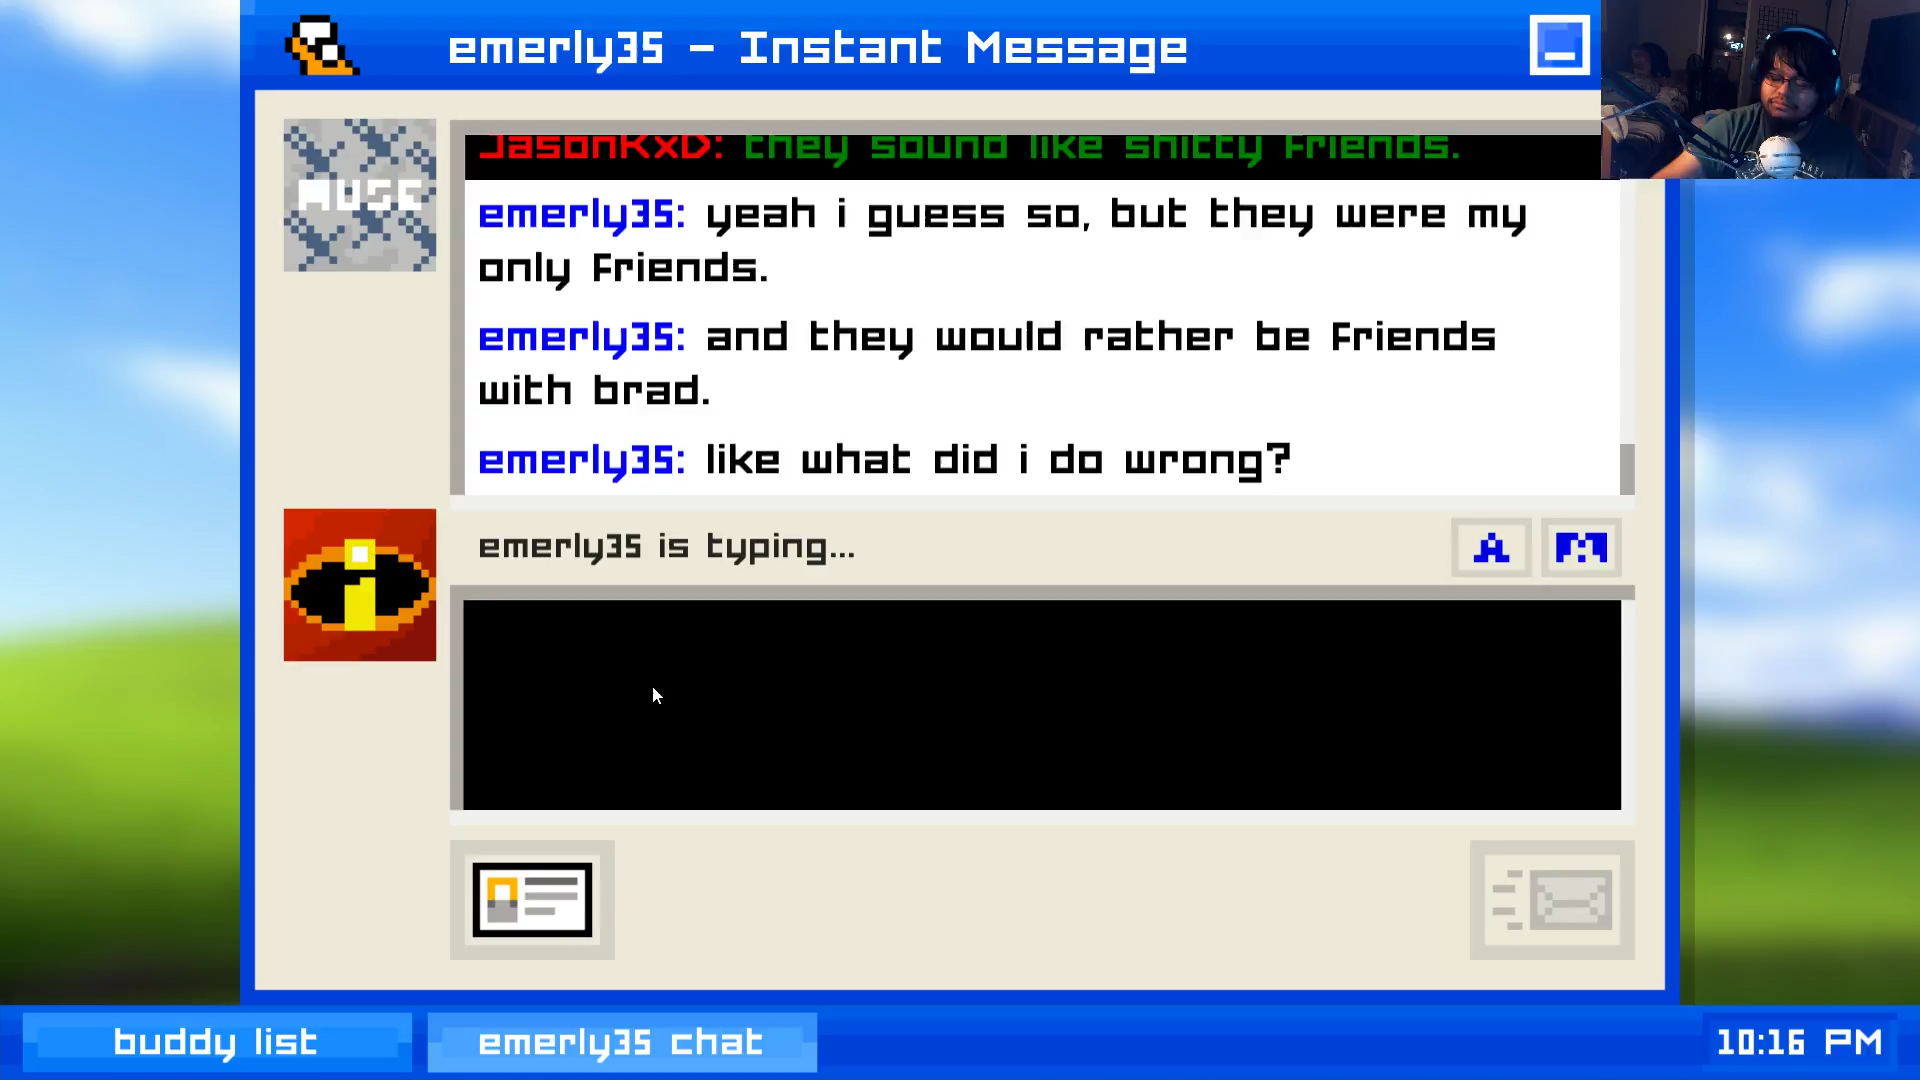 emerly35 - Instant Message
JasonKxD: they sound like shitty friends.
emerly35: yeah i guess so, but they were my
only friends.
emerly35: and they would rather be friends
with brad.
emerly35: like what did i do wrong?
emerly35 is typing...
A
MUSE
buddy list
emerly35 chat
10:16 PM